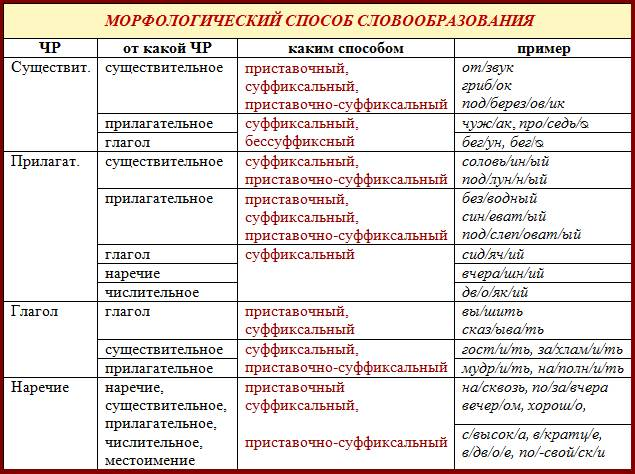 МОРФОЛОГИЧЕСКИЙ СПОСОБ СЛОВООБРАЗОВАНИЯ
ЧР от какой ЧР каким способом пример
Существит. существительное приставочный, от/звук
суффиксальный, гриб/ок
приставочно-суффиксальный под/берез/ов/ик
прилагательное суффиксальный, чуж/ак, про/седь/
глагол бессуффиксный бег/ун, бег/
Прилагат. существительное суффиксальный, соловь/ин/ый
приставочно-суффиксальный под/лун/н/ый
прилагательное приставочный, без/водный
суффиксальный, син/еват/ый
приставочно-суффиксальный под/слеп/оват/ый
глагол суффиксальный сид/яч/ий
наречие вчера/шн/ий
числительное дв/о/як/ий
Глагол глагол приставочный, вы/шить
суффиксальный сказ/ыва/ть
существительное суффиксальный, гост/и/ть, за/хлам/и/ть
прилагательное приставочно-суффиксальный мудр/и/ть, на/полн/и/ть
Наречие наречие, приставочный на/сквозь, по/за/вчера
существительное, суффиксальный, вечер/ом, хорош/о,
прилагательное,
числительное, приставочно-суффиксальный с/высок/а, в/кратц/е,
местоимение в/дв/о/е, по/-свой/ск/и